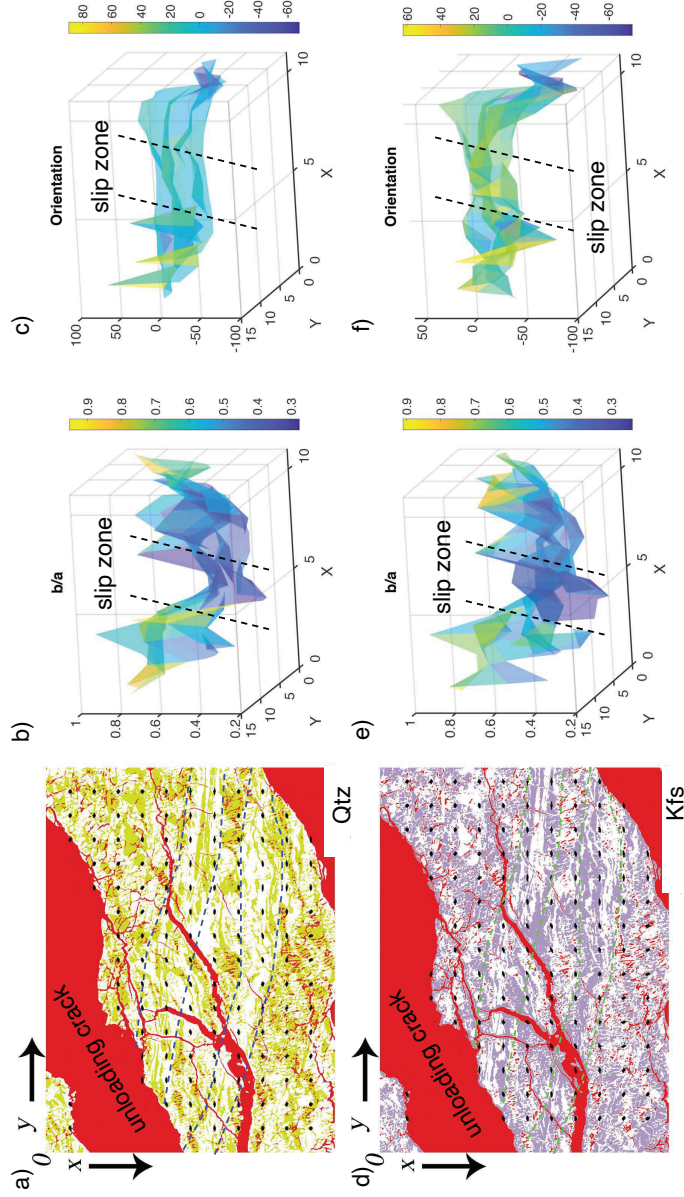 a)
0
y
x
unloading crack
Qtz
b)
b/a
slip zone
1
0.8
0.6
0.4
0.2
15
10
5
0
Y
0
5
10
X
0.9
0.8
0.7
0.6
0.5
0.4
0.3
c)
Orientation
slip zone
100
50
0
-50
-100
15
10
5
0
Y
0
5
10
X
80
60
40
20
0
-20
-40
-60
d)
0
y
x
unloading crack
Kfs
e)
b/a
slip zone
1
0.8
0.6
0.4
0.2
15
10
5
0
Y
0
5
10
X
0.9
0.8
0.7
0.6
0.5
0.4
0.3
f)
Orientation
slip zone
50
0
-50
-100
15
10
5
0
Y
0
5
10
X
60
40
20
0
-20
-40
-60